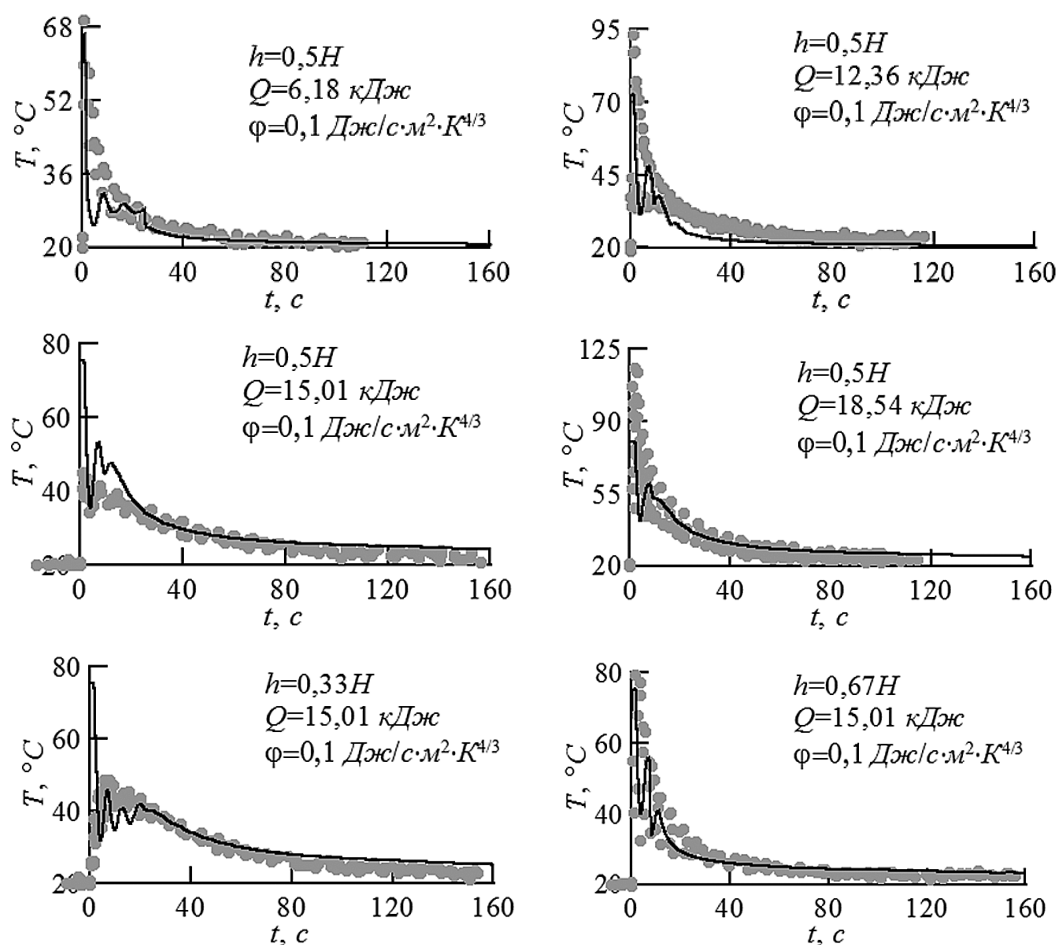 68
52
36
20
T, °C
h=0,5H
Q=6,18 кДж
φ=0,1 Дж/с·м²·К^4/3
0 40 80 120 160
t, с
95
70
45
20
T, °C
h=0,5H
Q=12,36 кДж
φ=0,1 Дж/с·м²·К^4/3
0 40 80 120 160
t, с
80
60
40
20
T, °C
h=0,5H
Q=15,01 кДж
φ=0,1 Дж/с·м²·К^4/3
0 40 80 120 160
t, с
125
90
55
20
T, °C
h=0,5H
Q=18,54 кДж
φ=0,1 Дж/с·м²·К^4/3
0 40 80 120 160
t, с
80
60
40
20
T, °C
h=0,33H
Q=15,01 кДж
φ=0,1 Дж/с·м²·К^4/3
0 40 80 120 160
t, с
80
60
40
20
T, °C
h=0,67H
Q=15,01 кДж
φ=0,1 Дж/с·м²·К^4/3
0 40 80 120 160
t, с